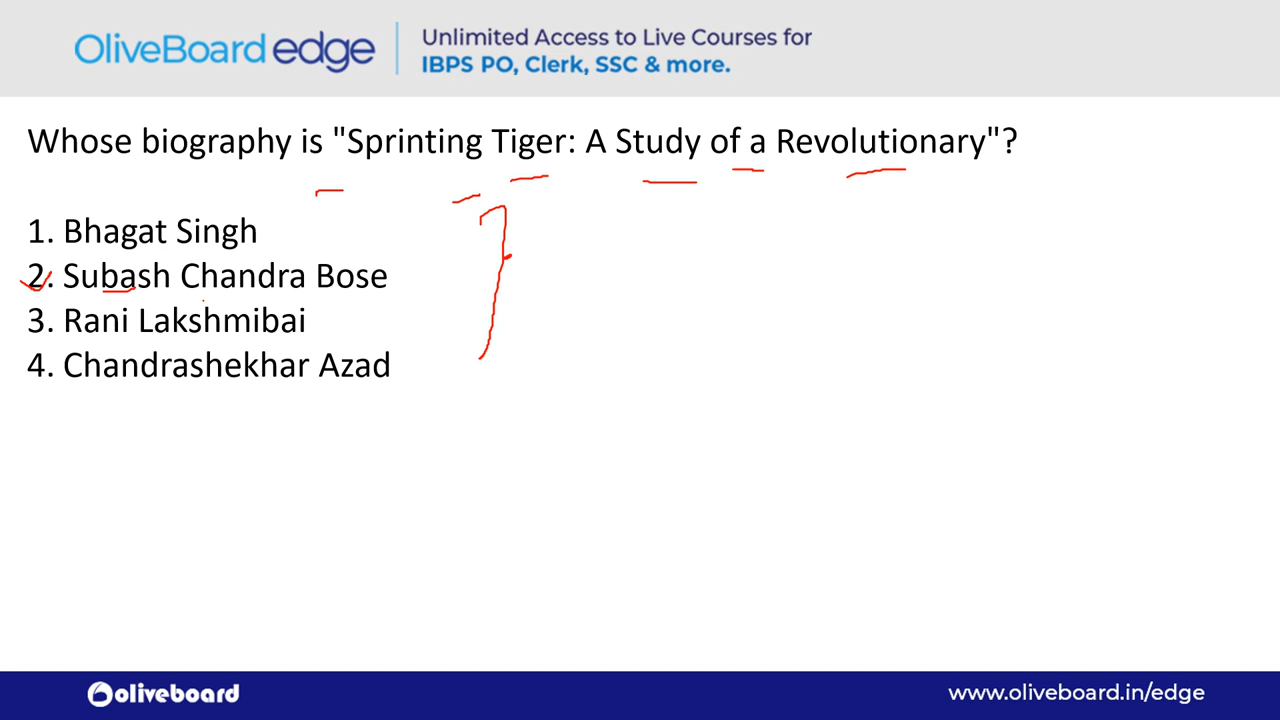 OliveBoard edge
Unlimited Access to Live Courses for
IBPS PO, Clerk, SSC & more.
Whose biography is "Sprinting Tiger: A Study of a Revolutionary"?
1. Bhagat Singh
2. Subash Chandra Bose
3. Rani Lakshmibai
4. Chandrashekhar Azad
oliveboard
www.oliveboard.in/edge